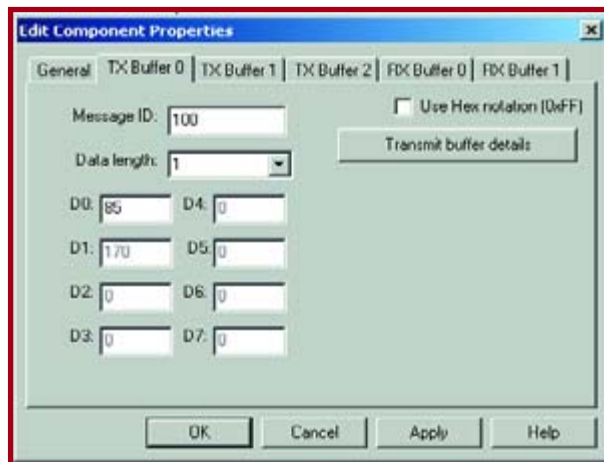 Edit Component Properties
General TX Buffer 0 TX Buffer 1 TX Buffer 2 RX Buffer 0 RX Buffer 1
Message ID: 100
Use Hex notation (0xFF)
Data length: 1
Transmit buffer details
D0: 85 D4: 0
D1: 170 D5: 0
D2: 0 D6: 0
D3: 0 D7: 0
OK Cancel Apply Help